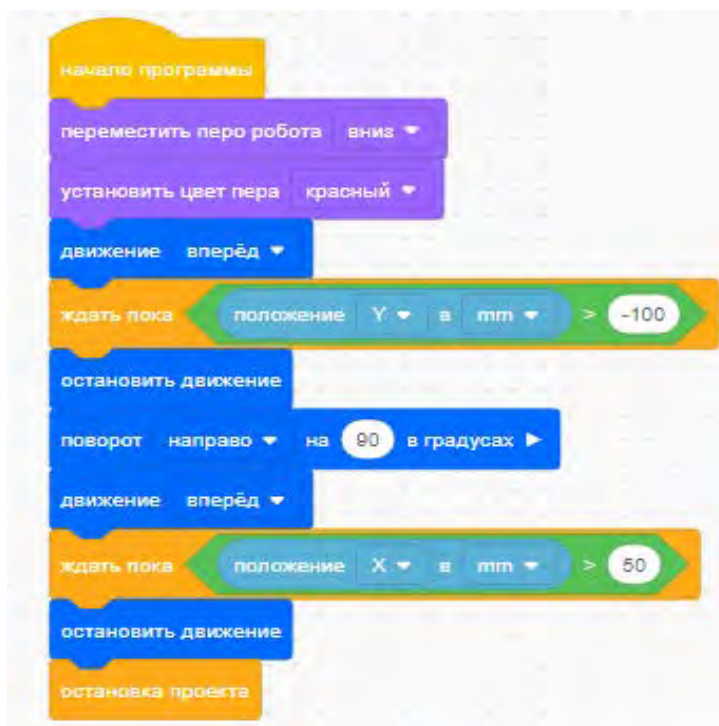 начало программы
переместить перо робота вниз
установить цвет пера красный
движение вперёд
ждать пока положение Y в mm > -100
остановить движение
поворот направо на 90 в градусах
движение вперёд
ждать пока положение X в mm > 50
остановить движение
остановка проекта